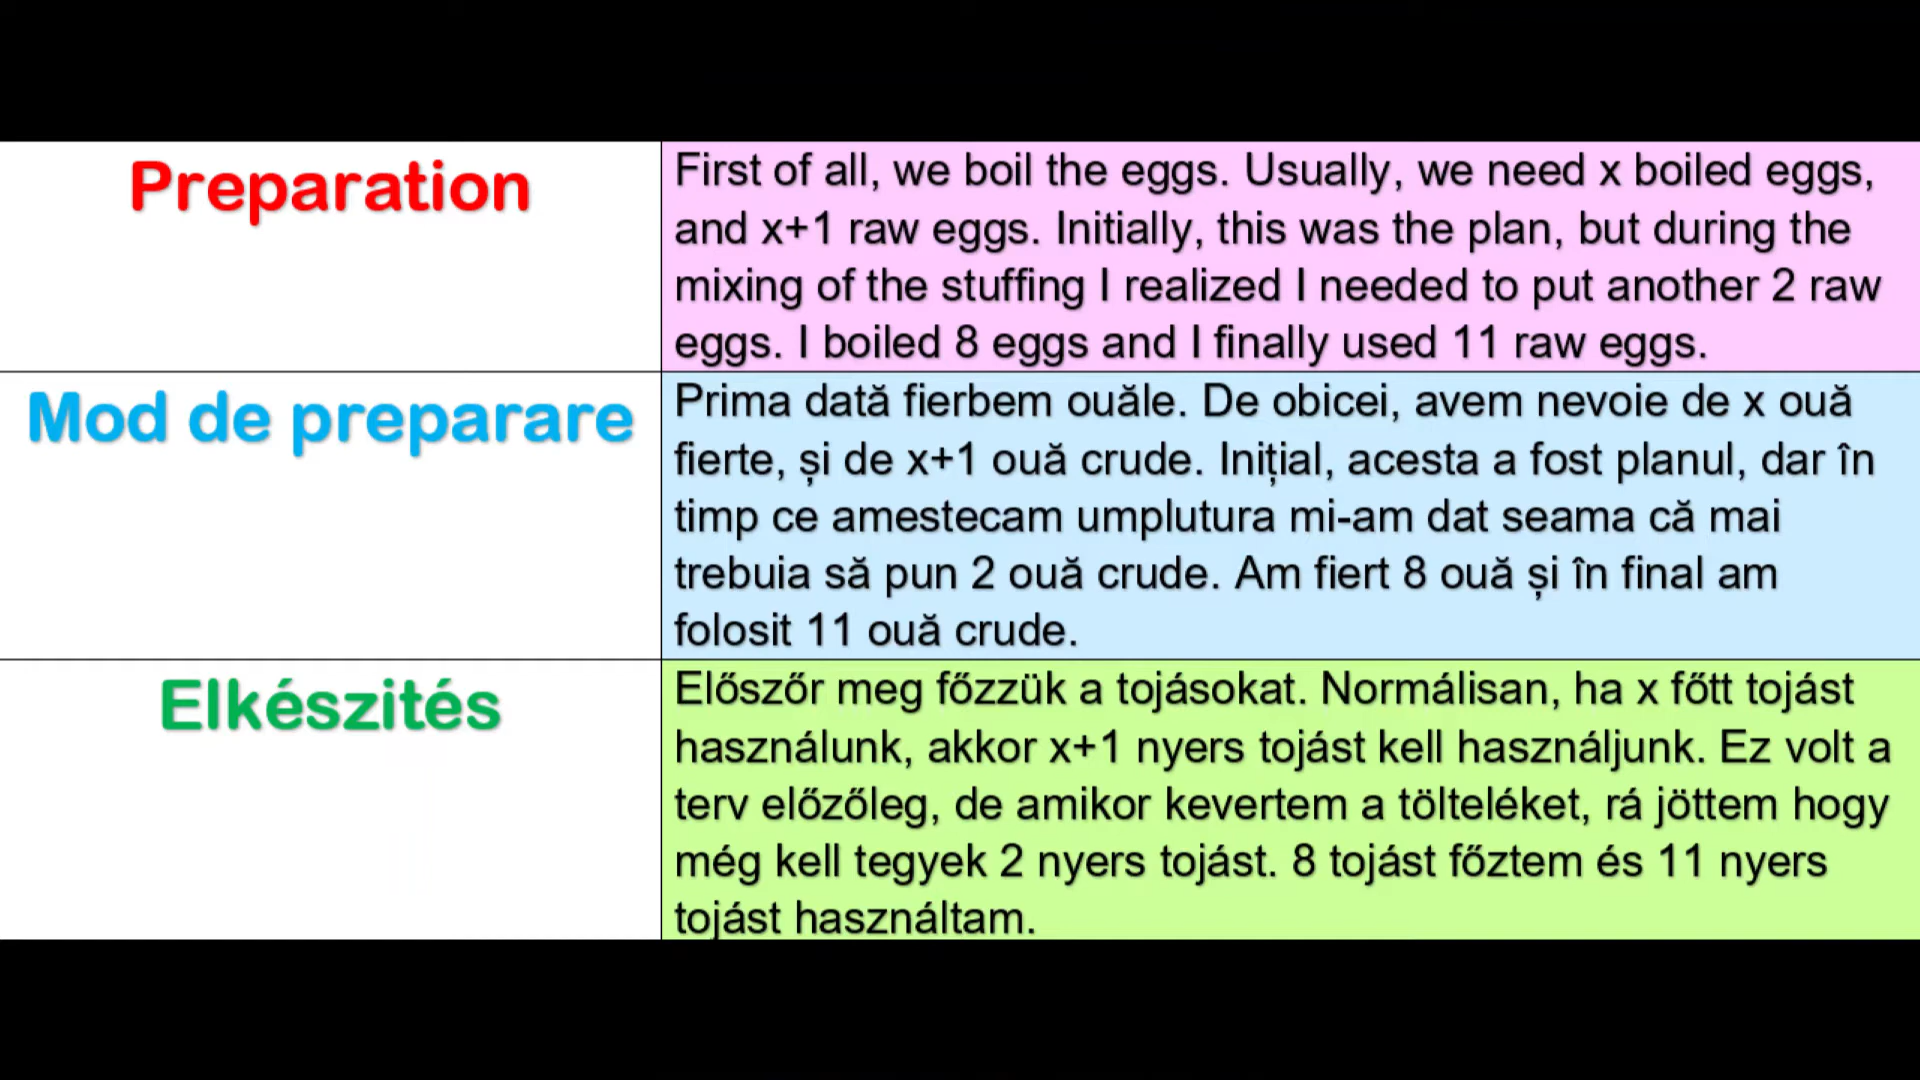 Preparation
First of all, we boil the eggs. Usually, we need x boiled eggs,
and x+1 raw eggs. Initially, this was the plan, but during the
mixing of the stuffing I realized I needed to put another 2 raw
eggs. I boiled 8 eggs and I finally used 11 raw eggs.
Mod de preparare
Prima dată fierbem ouăle. De obicei, avem nevoie de x ouă
fierte, și de x+1 ouă crude. Inițial, acesta a fost planul, dar în
timp ce amestecam umplutura mi-am dat seama că mai
trebuia să pun 2 ouă crude. Am fiert 8 ouă și în final am
folosit 11 ouă crude.
Elkészités
Előszőr meg főzzük a tojásokat. Normálisan, ha x főtt tojást
használunk, akkor x+1 nyers tojást kell használjunk. Ez volt a
terv előzőleg, de amikor kevertem a tölteléket, rá jöttem hogy
még kell tegyek 2 nyers tojást. 8 tojást főztem és 11 nyers
tojást használtam.